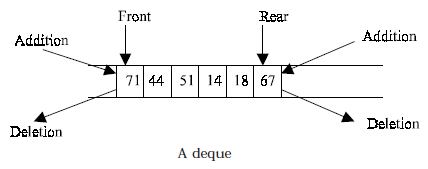 Front Rear
Addition Addition
71 44 51 14 18 67
Deletion Deletion
A deque